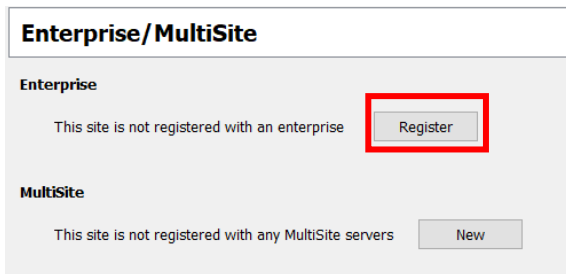 Enterprise/MultiSite
Enterprise
This site is not registered with an enterprise Register
MultiSite
This site is not registered with any MultiSite servers New